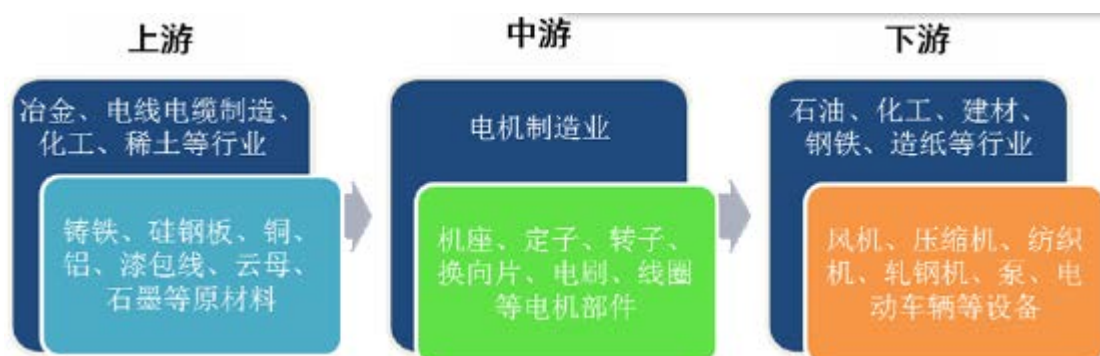 上游
冶金、电线电缆制造、
化工、稀土等行业
铸铁、硅钢板、铜、
铝、漆包线、云母、
石墨等原材料
中游
电机制造业
机座、定子、转子、
换向片、电刷、线圈
等电机部件
下游
石油、化工、建材、
钢铁、造纸等行业
风机、压缩机、纺织
机、轧钢机、泵、电
动车辆等设备